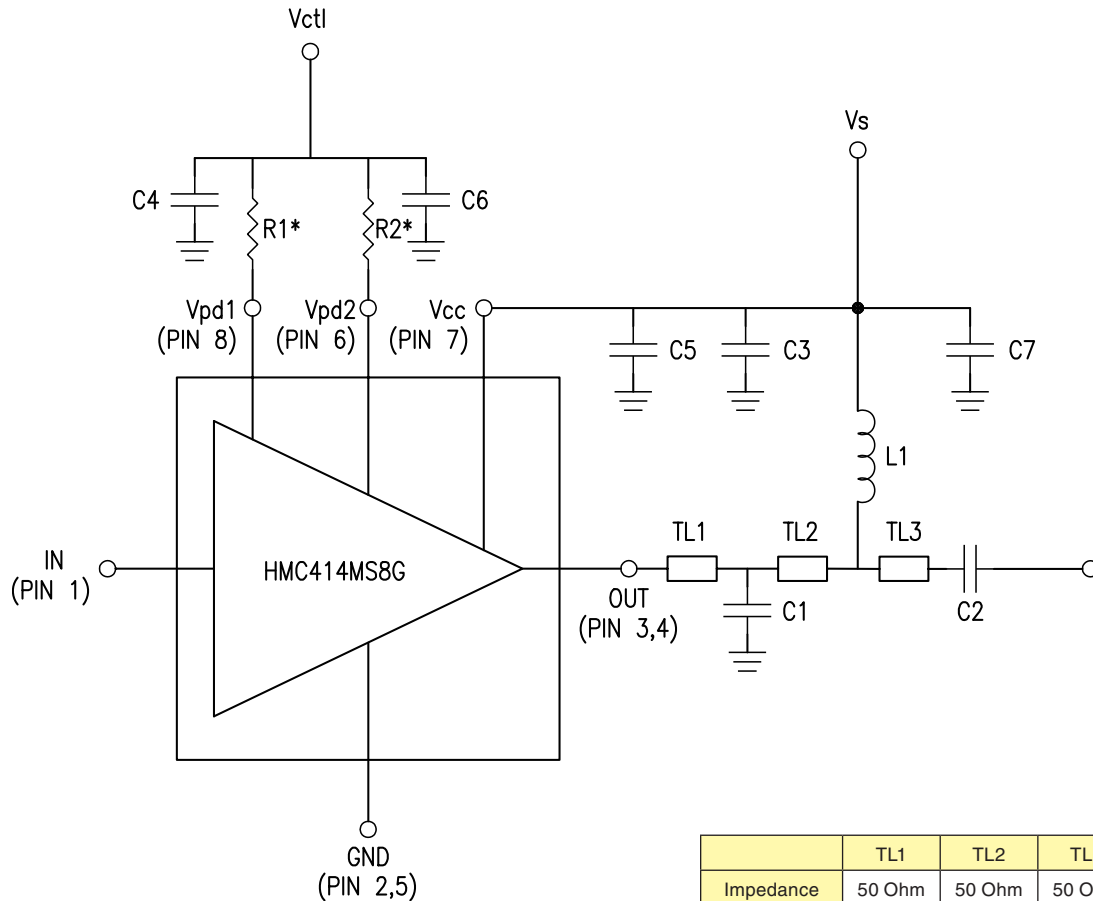 Vctl
Vs
C4
R1*
R2*
C6
Vpd1
(PIN 8)
Vpd2
(PIN 6)
Vcc
(PIN 7)
C5
C3
C7
L1
IN
(PIN 1)
HMC414MS8G
OUT
(PIN 3,4)
TL1
TL2
TL3
C1
C2
GND
(PIN 2,5)
TL1 TL2 TL
Impedance 50 Ohm 50 Ohm 50 O